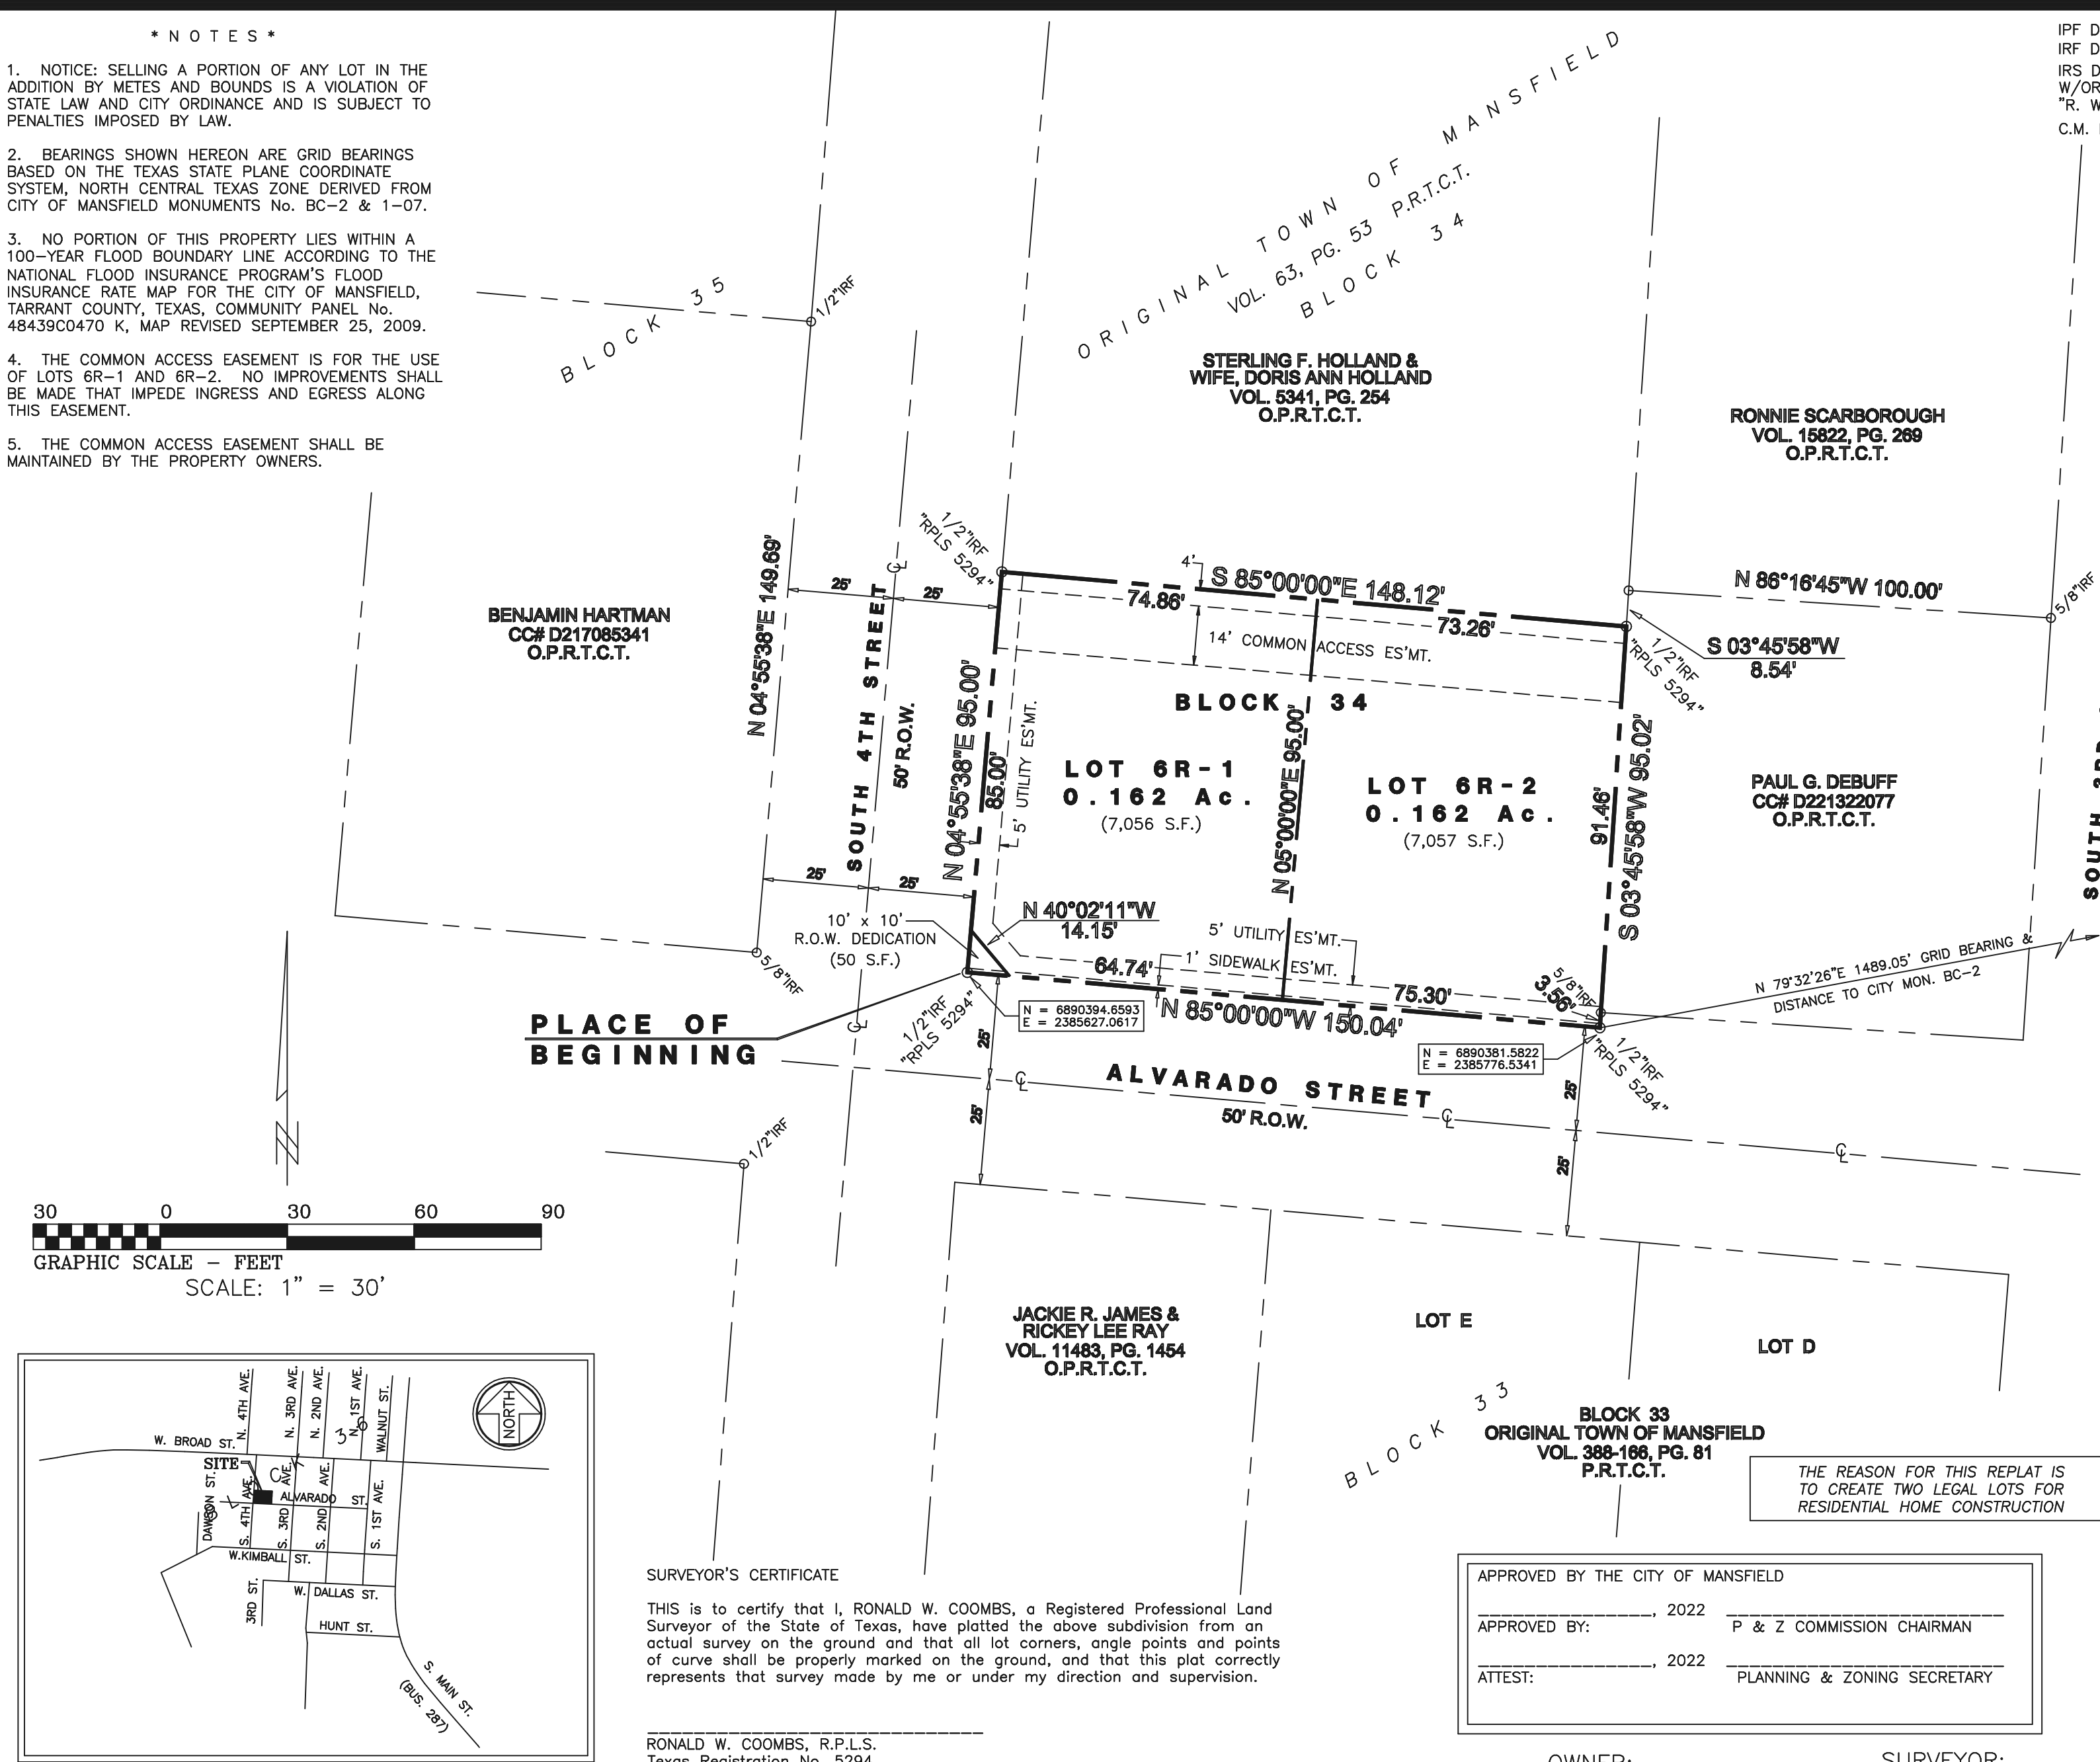 * N O T E S *
1. NOTICE: SELLING A PORTION OF ANY LOT IN THE
ADDITION BY METES AND BOUNDS IS A VIOLATION OF
STATE LAW AND CITY ORDINANCE AND IS SUBJECT TO
PENALTIES IMPOSED BY LAW.
2. BEARINGS SHOWN HEREON ARE GRID BEARINGS
BASED ON THE TEXAS STATE PLANE COORDINATE
SYSTEM, NORTH CENTRAL TEXAS ZONE DERIVED FROM
CITY OF MANSFIELD MONUMENTS No. BC-2 & 1-07.
3. NO PORTION OF THIS PROPERTY LIES WITHIN A
100-YEAR FLOOD BOUNDARY LINE ACCORDING TO THE
NATIONAL FLOOD INSURANCE PROGRAM'S FLOOD
INSURANCE RATE MAP FOR THE CITY OF MANSFIELD,
TARRANT COUNTY, TEXAS, COMMUNITY PANEL No.
48439C0470 K, MAP REVISED SEPTEMBER 25, 2009.
4. THE COMMON ACCESS EASEMENT IS FOR THE USE
OF LOTS 6R-1 AND 6R-2. NO IMPROVEMENTS SHALL
BE MADE THAT IMPEDE INGRESS AND EGRESS ALONG
THIS EASEMENT.
5. THE COMMON ACCESS EASEMENT SHALL BE
MAINTAINED BY THE PROPERTY OWNERS.
IPF D
IRF D
IRS D
W/OR
"R. W
C.M.
BLOCK 35
1/2"IRF
ORIGINAL TOWN OF MANSFIELD
VOL. 63, PG. 53 P.R.T.C.T.
BLOCK 34
STERLING F. HOLLAND &
WIFE, DORIS ANN HOLLAND
VOL. 5341, PG. 254
O.P.R.T.C.T.
RONNIE SCARBOROUGH
VOL. 15822, PG. 269
O.P.R.T.C.T.
BENJAMIN HARTMAN
CC# D217085341
O.P.R.T.C.T.
N 04°55'38"E 149.69'
25'
25'
SOUTH 4TH STREET
50' R.O.W.
1/2"IRF
"RPLS 5294"
4'
S 85°00'00"E 148.12'
74.86'
73.26'
14' COMMON ACCESS ES'MT.
N 86°16'45"W 100.00'
5/8"IRF
S 03°45'58"W
8.54'
1/2"IRF
"RPLS 5294"
BLOCK 34
N 04°55'38"E 95.00'
85.00'
5' UTILITY ES'MT.
LOT 6R-1
0.162 Ac.
(7,056 S.F.)
N 05°00'00"E 95.00'
LOT 6R-2
0.162 Ac.
(7,057 S.F.)
91.46'
S 03°45'58"W 95.02'
PAUL G. DEBUFF
CC# D221322077
O.P.R.T.C.T.
25'
25'
10' x 10'
R.O.W. DEDICATION
(50 S.F.)
N 40°02'11"W
14.15'
5' UTILITY ES'MT.
1' SIDEWALK ES'MT.
64.74'
75.30'
5/8"IRF
3.56'
N 85°00'00"W 150.04'
N 79°32'26"E 1489.05' GRID BEARING &
DISTANCE TO CITY MON. BC-2
5/8"IRF
PLACE OF
BEGINNING
1/2"IRF
"RPLS 5294"
N = 6890394.6593
E = 2385627.0617
N = 6890381.5822
E = 2385776.5341
1/2"IRF
"RPLS 5294"
25'
25'
ALVARADO STREET
50' R.O.W.
25'
25'
1/2"IRF
N
30 0 30 60 90
GRAPHIC SCALE - FEET
SCALE: 1" = 30'
JACKIE R. JAMES &
RICKEY LEE RAY
VOL. 11483, PG. 1454
O.P.R.T.C.T.
LOT E
LOT D
BLOCK 33
BLOCK 33
ORIGINAL TOWN OF MANSFIELD
VOL. 388-166, PG. 81
P.R.T.C.T.
THE REASON FOR THIS REPLAT IS
TO CREATE TWO LEGAL LOTS FOR
RESIDENTIAL HOME CONSTRUCTION
N. 4TH AVE.
N. 3RD AVE.
N. 2ND AVE.
N. 1ST AVE.
WALNUT ST.
NORTH
W. BROAD ST.
SITE
BLOCK 36
DAWSON ST.
S. 4TH AVE.
S. 3RD AVE.
S. 2ND AVE.
S. 1ST AVE.
ALVARADO ST.
W.KIMBALL ST.
3RD ST.
W. DALLAS ST.
HUNT ST.
S. MAIN ST.
(BUS. 287)
SURVEYOR'S CERTIFICATE
THIS is to certify that I, RONALD W. COOMBS, a Registered Professional Land
Surveyor of the State of Texas, have platted the above subdivision from an
actual survey on the ground and that all lot corners, angle points and points
of curve shall be properly marked on the ground, and that this plat correctly
represents that survey made by me or under my direction and supervision.
RONALD W. COOMBS, R.P.L.S.
Texas Registration No. 5294
APPROVED BY THE CITY OF MANSFIELD
, 2022
APPROVED BY: P & Z COMMISSION CHAIRMAN
, 2022
ATTEST: PLANNING & ZONING SECRETARY
OWNER:
SURVEYOR: